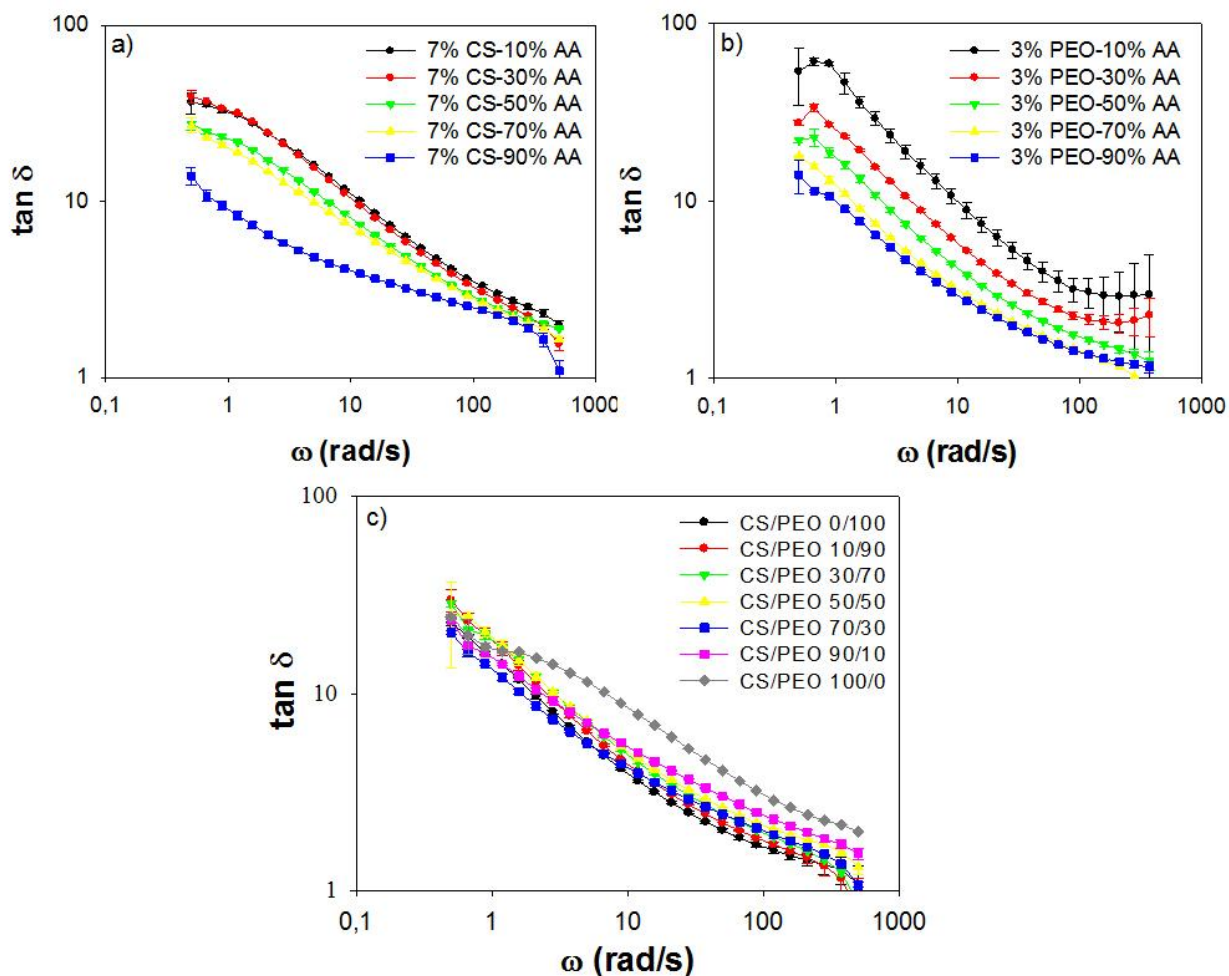 a)
100
10
1
tan δ
7% CS-10% AA
7% CS-30% AA
7% CS-50% AA
7% CS-70% AA
7% CS-90% AA
0,1 1 10 100 1000
ω (rad/s)
b)
100
10
1
tan δ
3% PEO-10% AA
3% PEO-30% AA
3% PEO-50% AA
3% PEO-70% AA
3% PEO-90% AA
0,1 1 10 100 1000
ω (rad/s)
c)
100
10
1
tan δ
CS/PEO 0/100
CS/PEO 10/90
CS/PEO 30/70
CS/PEO 50/50
CS/PEO 70/30
CS/PEO 90/10
CS/PEO 100/0
0,1 1 10 100 1000
ω (rad/s)